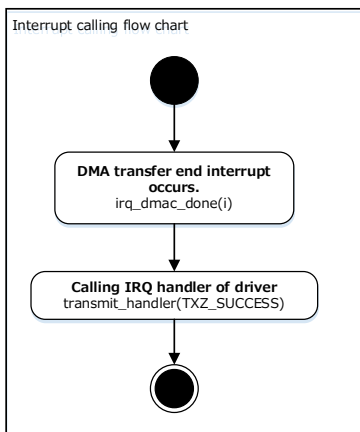 Interrupt calling flow chart
DMA transfer end interrupt
occurs.
irq_dmac_done(i)
Calling IRQ handler of driver
transmit_handler(TXZ_SUCCESS)